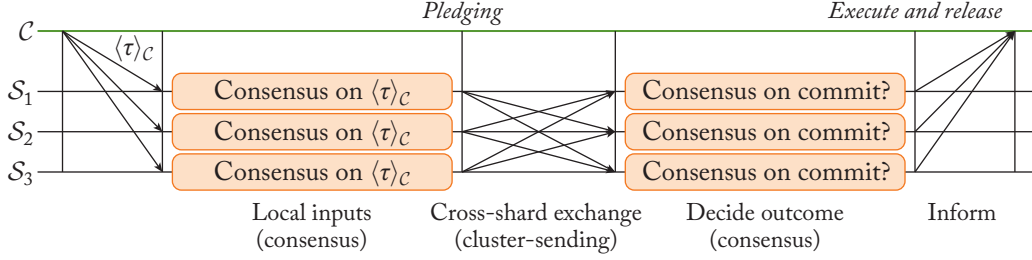 Pledging
Execute and release
𝒞
⟨τ⟩𝒞
𝒮1 Consensus on ⟨τ⟩𝒞 Consensus on commit?
𝒮2 Consensus on ⟨τ⟩𝒞 Consensus on commit?
𝒮3 Consensus on ⟨τ⟩𝒞 Consensus on commit?
Local inputs
(consensus)
Cross-shard exchange
(cluster-sending)
Decide outcome
(consensus)
Inform